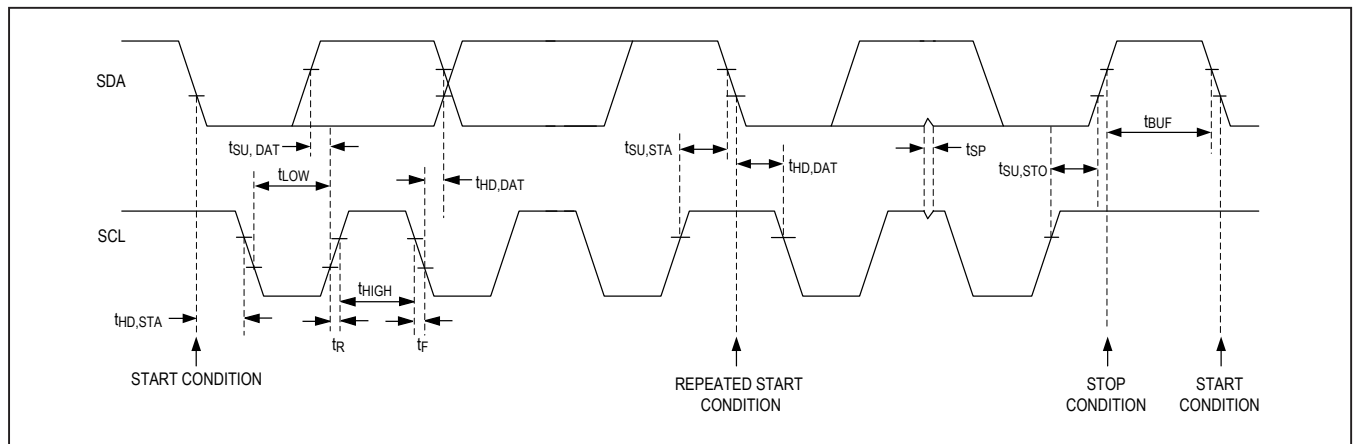 SDA
tSU, DAT
tLOW
tHD,DAT
tSU,STA
tHD,DAT
tSP
tSU,STO
tBUF
SCL
tHD,STA
tHIGH
tR
tF
START CONDITION
REPEATED START
CONDITION
STOP
CONDITION
START
CONDITION